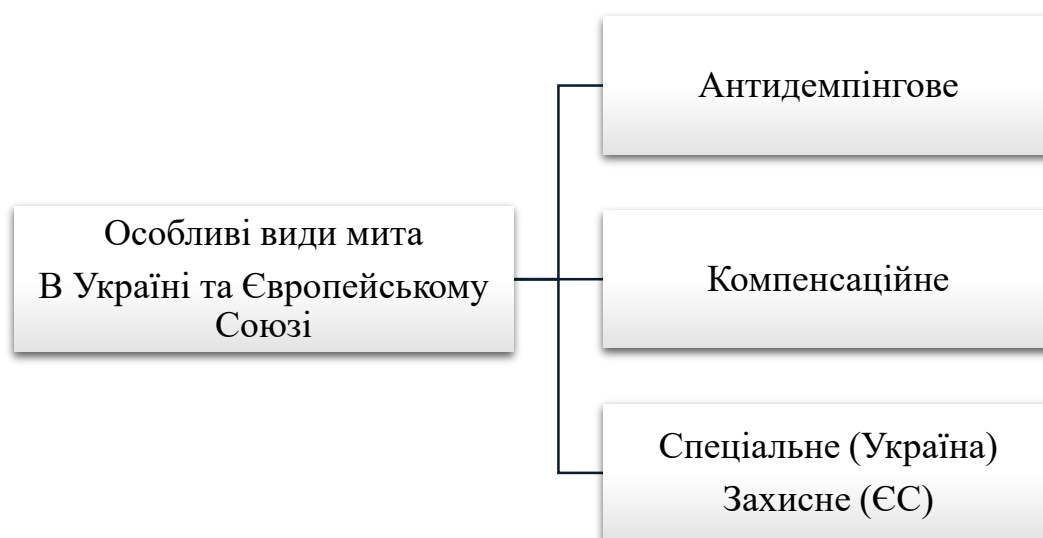 Антидемпінгове
Особливі види мита
В Україні та Європейському
Союзі
Компенсаційне
Спеціальне (Україна)
Захисне (ЄС)